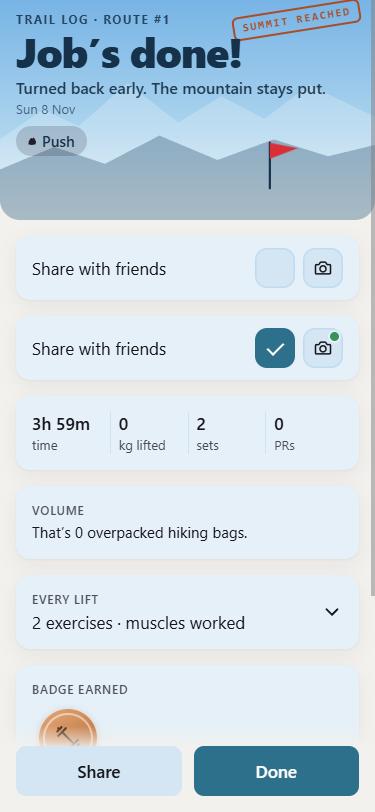 TRAIL LOG · ROUTE #1
SUMMIT REACHED
Job's done!
Turned back early. The mountain stays put.
Sun 8 Nov
Push
Share with friends
Share with friends
3h 59m
time
0
kg lifted
2
sets
0
PRs
VOLUME
That's 0 overpacked hiking bags.
EVERY LIFT
2 exercises · muscles worked
BADGE EARNED
Share
Done